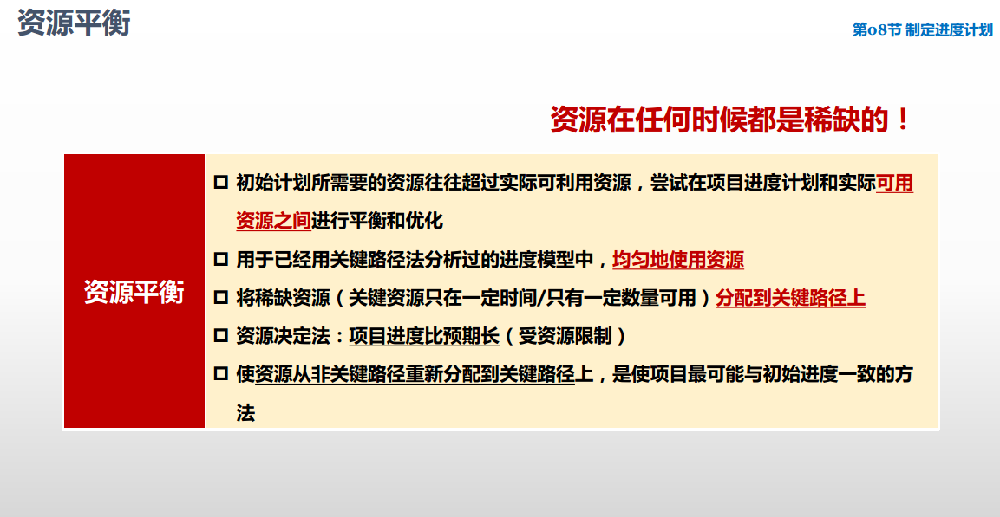 资源平衡
第08节 制定进度计划
资源在任何时候都是稀缺的！
资源平衡
初始计划所需要的资源往往超过实际可利用资源，尝试在项目进度计划和实际可用
资源之间进行平衡和优化
用于已经用关键路径法分析过的进度模型中，均匀地使用资源
将稀缺资源（关键资源只在一定时间/只有一定数量可用）分配到关键路径上
资源决定法：项目进度比预期长（受资源限制）
使资源从非关键路径重新分配到关键路径上，是使项目最可能与初始进度一致的方
法